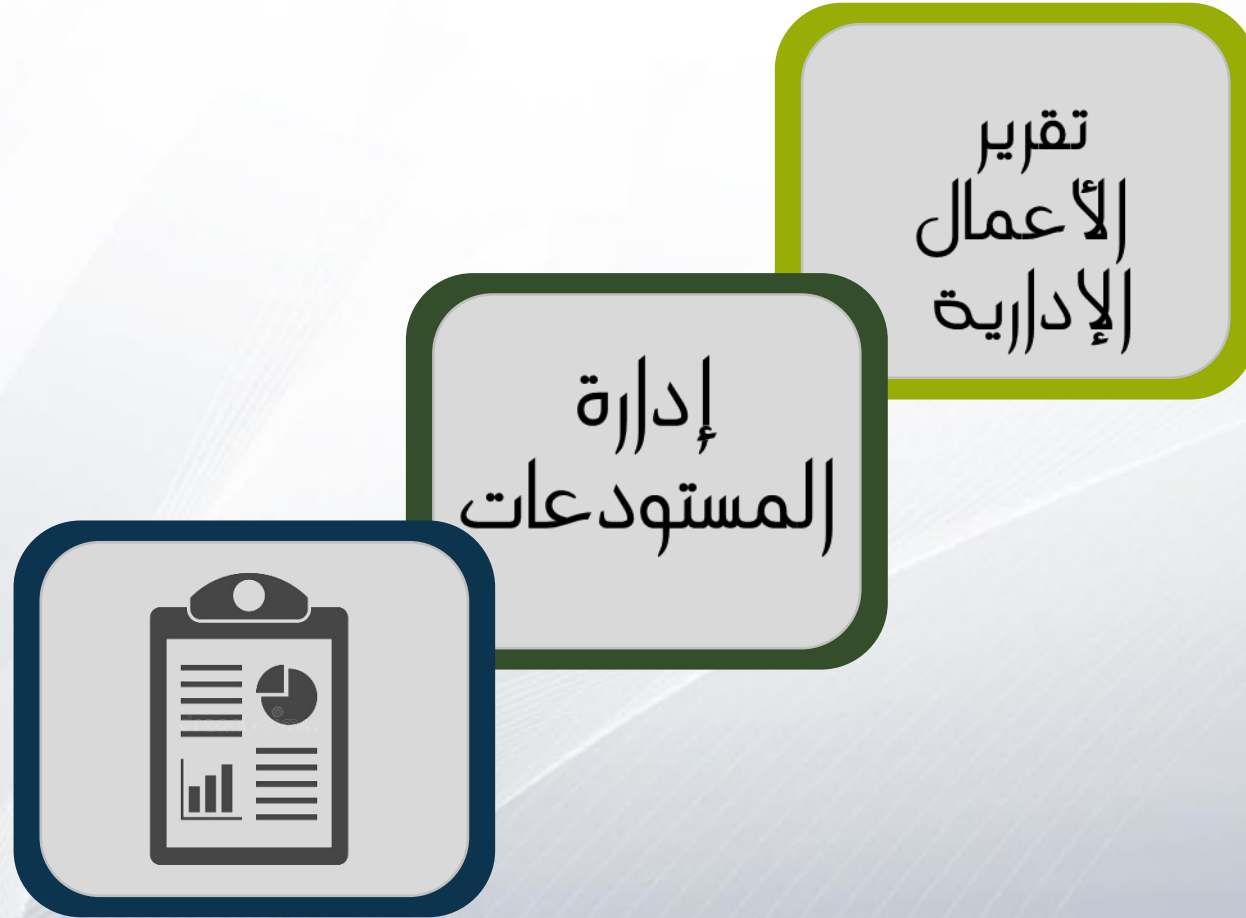 تقرير
الأعمال
الإدارية
إدارة
المستودعات